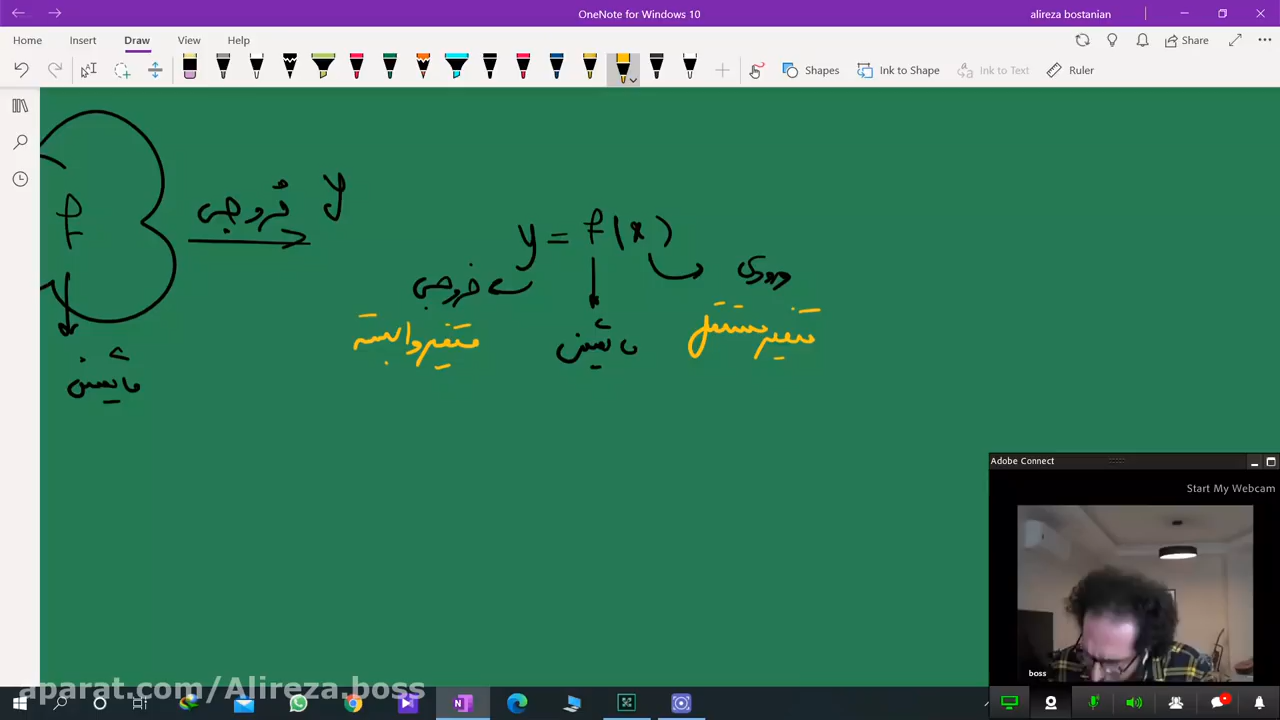 OneNote for Windows 10
alireza bostanian
Home Insert Draw View Help
Share
Shapes
Ink to Shape
Ink to Text
Ruler
f
خروجی y
ماشین
y = f(x)
خروجی
ورودی
متغیر وابسته
ماشین
متغیر مستقل
Adobe Connect
Start My Webcam
boss
aparat.com/Alireza.boss